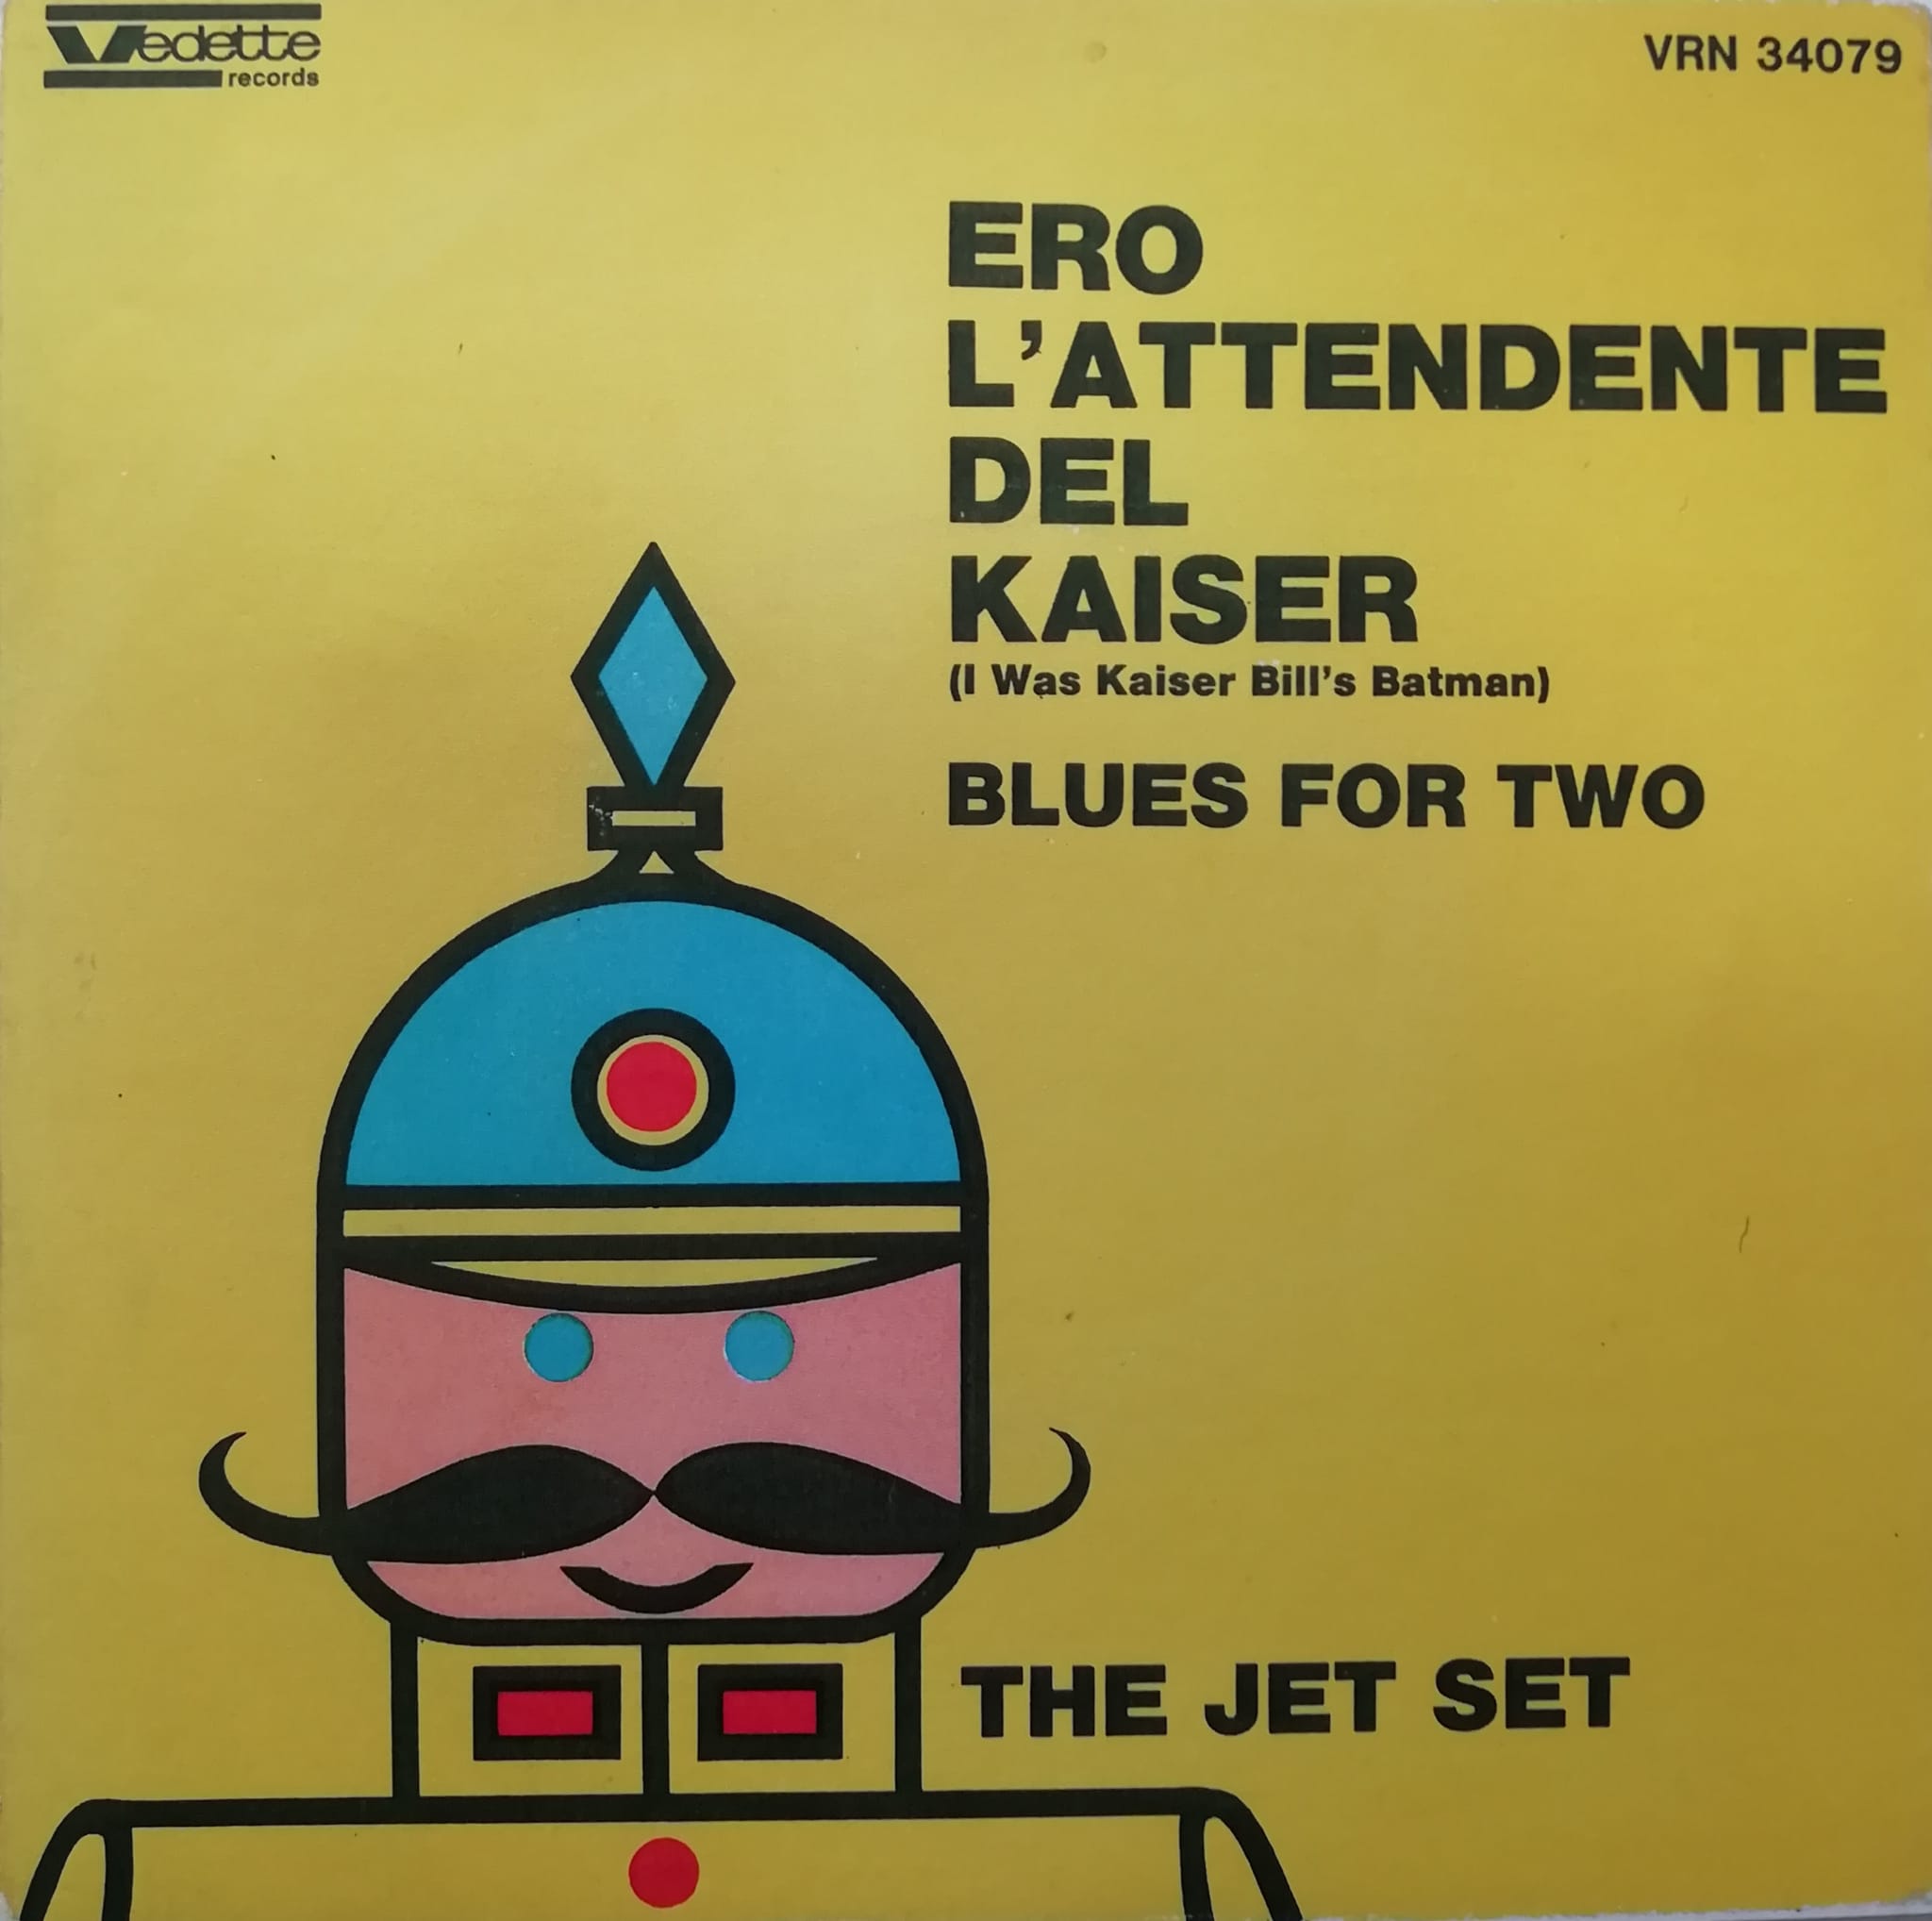 Vedette
records
VRN 34079
ERO
L'ATTENDENTE
DEL
KAISER
(I Was Kaiser Bill's Batman)
BLUES FOR TWO
THE JET SET